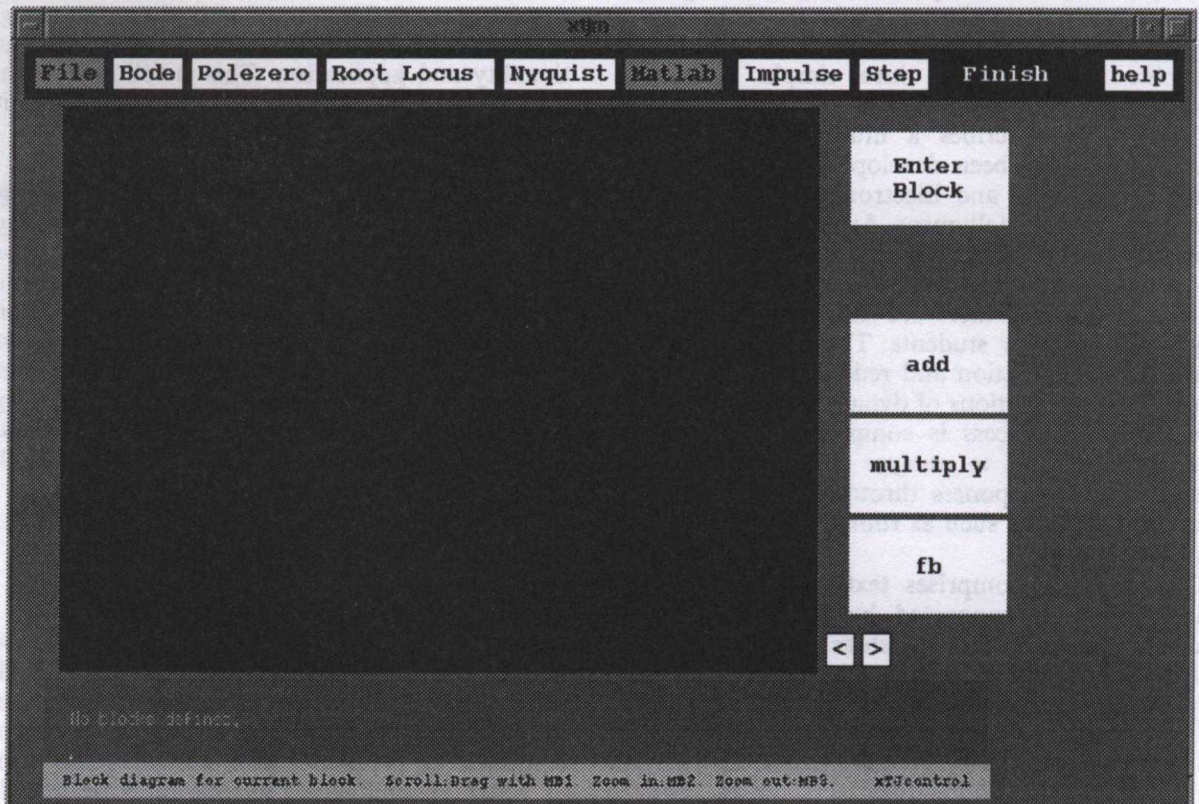 xtjm
File Bode Polezero Root Locus Nyquist Matlab Impulse Step Finish help
Enter
Block
add
multiply
fb
< >
No blocks defined.
Block diagram for current block. Scroll:Drag with MB1. Zoom in:MB2. Zoom out:MB3. xTJcontrol